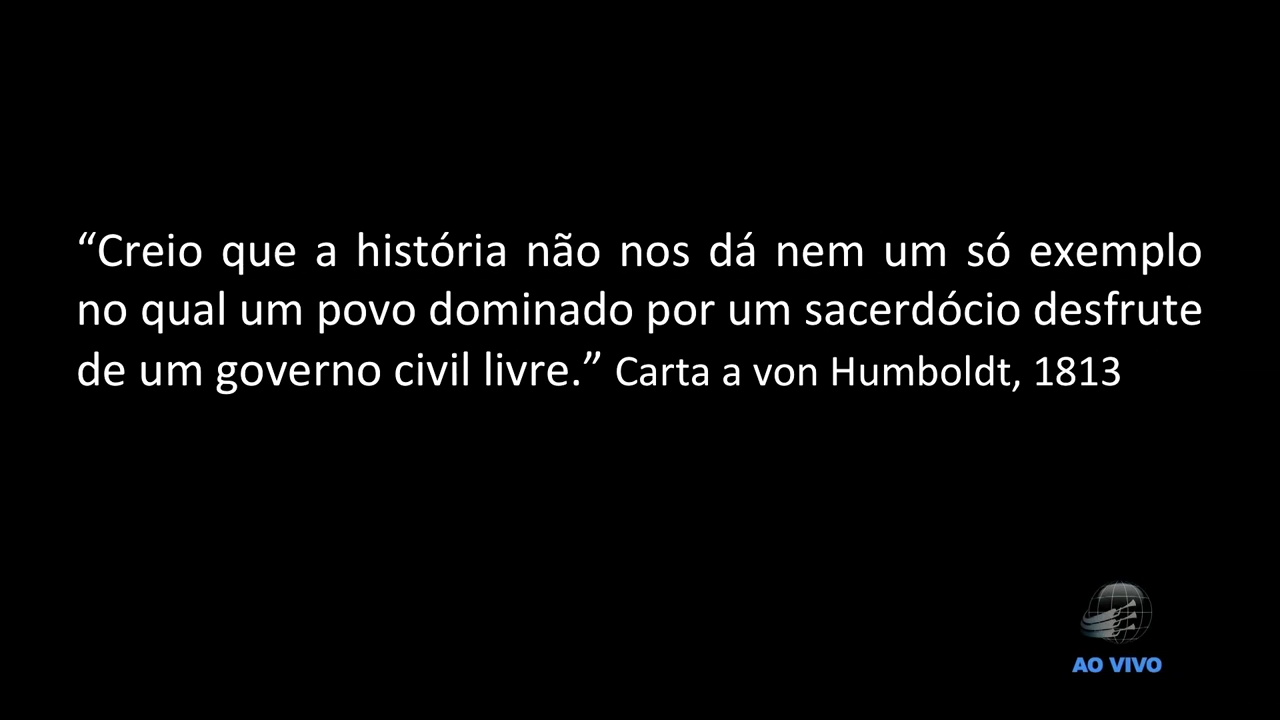 “Creio que a história não nos dá nem um só exemplo
no qual um povo dominado por um sacerdócio desfrute
de um governo civil livre.” Carta a von Humboldt, 1813
AO VIVO